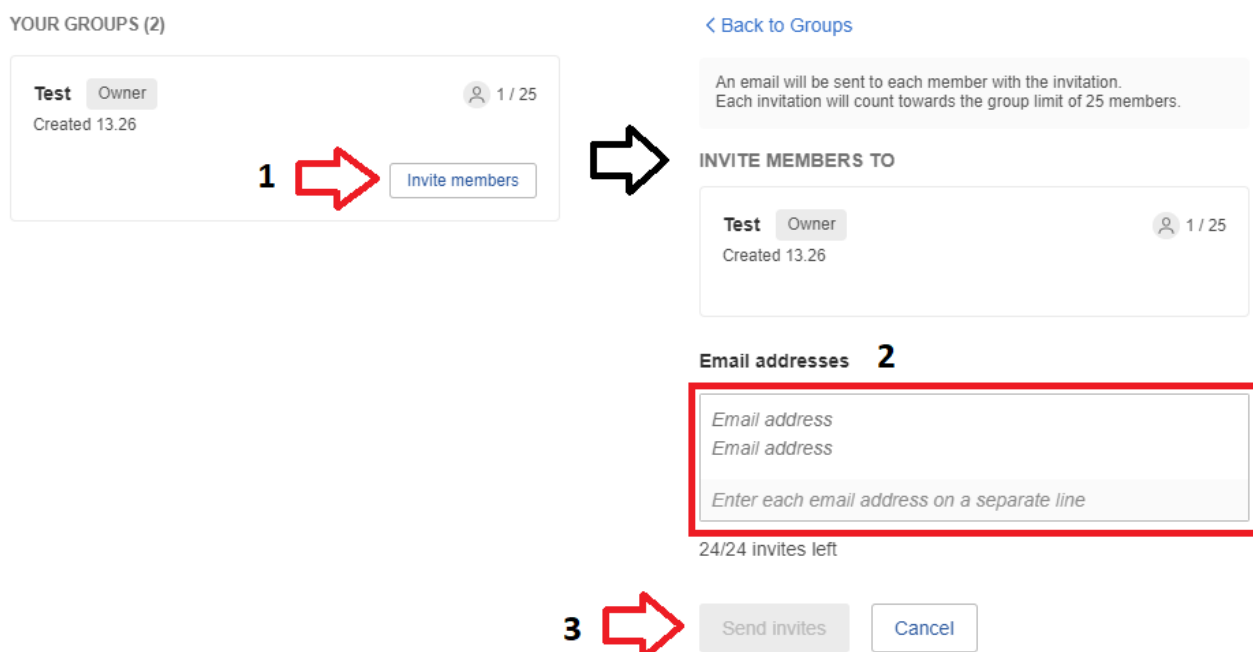 YOUR GROUPS (2)
Test Owner 1 / 25
Created 13.26
1 Invite members
Back to Groups
An email will be sent to each member with the invitation.
Each invitation will count towards the group limit of 25 members.
INVITE MEMBERS TO
Test Owner 1 / 25
Created 13.26
Email addresses 2
Email address
Email address
Enter each email address on a separate line
24/24 invites left
3 Send invites Cancel